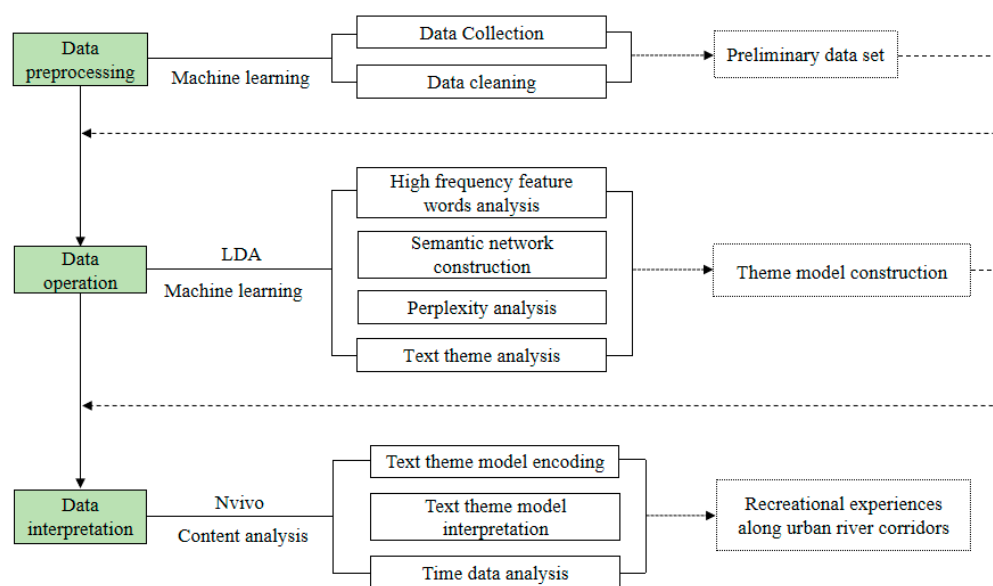 Data
preprocessing
Machine learning
Data Collection
Data cleaning
Preliminary data set
Data
operation
LDA
Machine learning
High frequency feature
words analysis
Semantic network
construction
Perplexity analysis
Text theme analysis
Theme model construction
Data
interpretation
Nvivo
Content analysis
Text theme model encoding
Text theme model
interpretation
Time data analysis
Recreational experiences
along urban river corridors